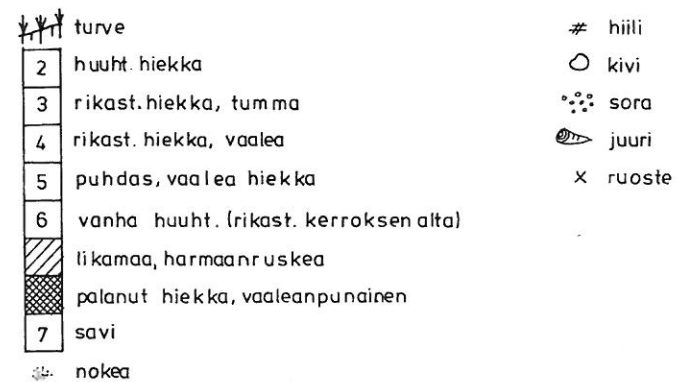 turve
2 huuht. hiekka
3 rikast. hiekka, tumma
4 rikast. hiekka, vaalea
5 puhdas, vaalea hiekka
6 vanha huuht. (rikast. kerroksen alta)
likamaa, harmaanruskea
palanut hiekka, vaaleanpunainen
7 savi
nokea
hiili
kivi
sora
juuri
ruoste